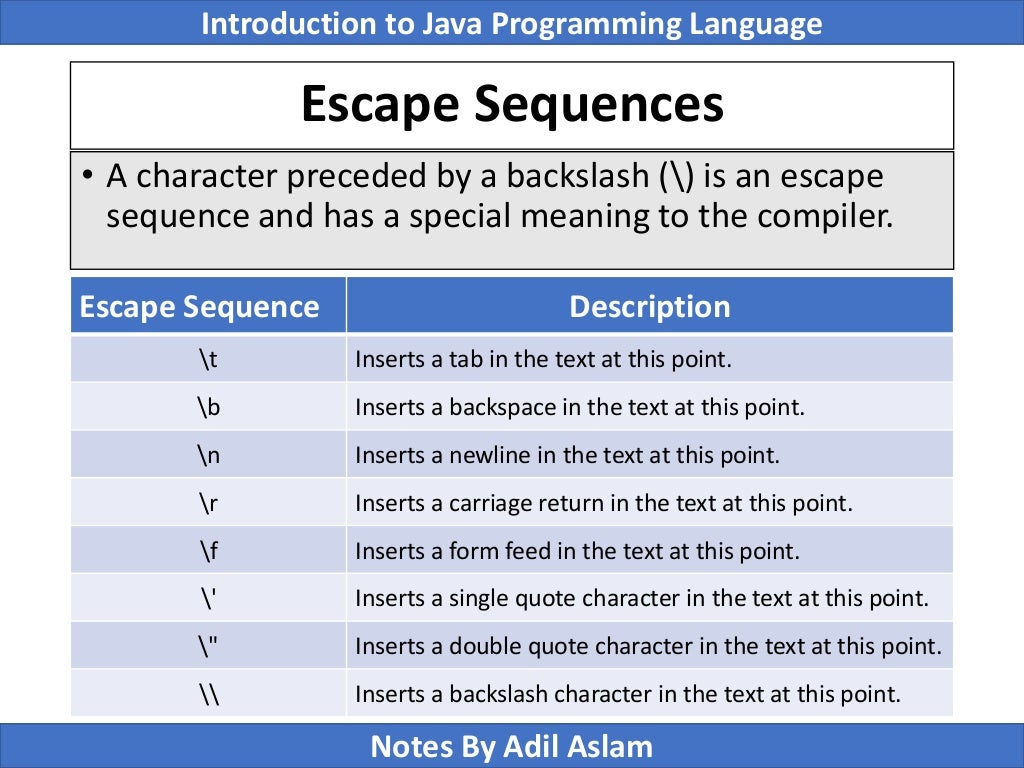 Introduction to Java Programming Language
Escape Sequences
• A character preceded by a backslash (\) is an escape
sequence and has a special meaning to the compiler.
Escape Sequence Description
\t Inserts a tab in the text at this point.
\b Inserts a backspace in the text at this point.
\n Inserts a newline in the text at this point.
\r Inserts a carriage return in the text at this point.
\f Inserts a form feed in the text at this point.
\' Inserts a single quote character in the text at this point.
\" Inserts a double quote character in the text at this point.
\\ Inserts a backslash character in the text at this point.
Notes By Adil Aslam